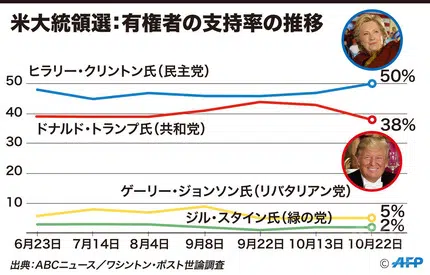 米大統領選：有権者の支持率の推移
50
ヒラリー・クリントン氏（民主党）
50%
40
ドナルド・トランプ氏（共和党）
38%
10
ゲーリー・ジョンソン氏（リバタリアン党）
5%
0
ジル・スタイン氏（緑の党）
2%
6月23日 7月14日 8月4日 9月8日 9月22日 10月13日 10月22日
出典：ABCニュース／ワシントン・ポスト世論調査
©AFP